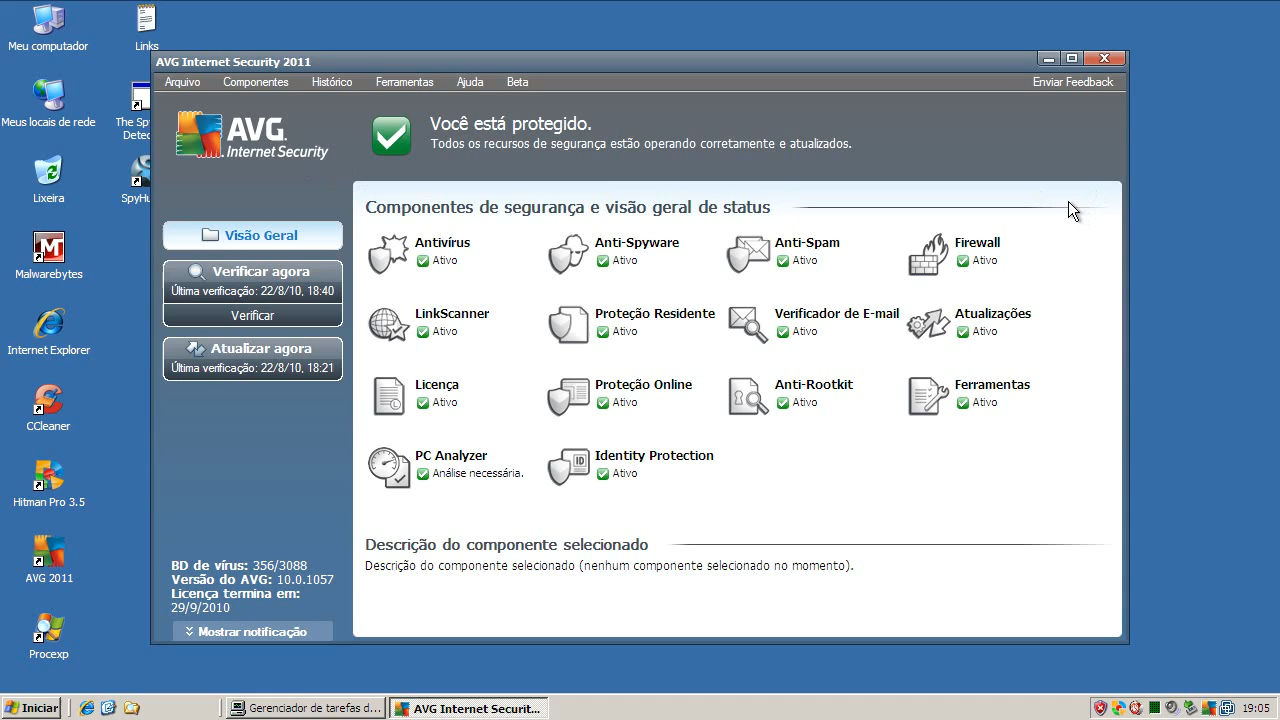 Meu computador
Links
Meus locais de rede
The Spy
Detec
Lixeira
SpyHu
Malwarebytes
Internet Explorer
CCleaner
Hitman Pro 3.5
AVG 2011
Procexp
AVG Internet Security 2011
Arquivo Componentes Histórico Ferramentas Ajuda Beta Enviar Feedback
AVG.
Internet Security
Você está protegido.
Todos os recursos de segurança estão operando corretamente e atualizados.
Visão Geral
Verificar agora
Última verificação: 22/8/10, 18:40
Verificar
Atualizar agora
Última verificação: 22/8/10, 18:21
BD de vírus: 356/3088
Versão do AVG: 10.0.1057
Licença termina em:
29/9/2010
Mostrar notificação
Componentes de segurança e visão geral de status
Antivírus
Ativo
Anti-Spyware
Ativo
Anti-Spam
Ativo
Firewall
Ativo
LinkScanner
Ativo
Proteção Residente
Ativo
Verificador de E-mail
Ativo
Atualizações
Ativo
Licença
Ativo
Proteção Online
Ativo
Anti-Rootkit
Ativo
Ferramentas
Ativo
PC Analyzer
Análise necessária.
Identity Protection
Ativo
Descrição do componente selecionado
Descrição do componente selecionado (nenhum componente selecionado no momento).
Iniciar
Gerenciador de tarefas d...
AVG Internet Securit...
19:05